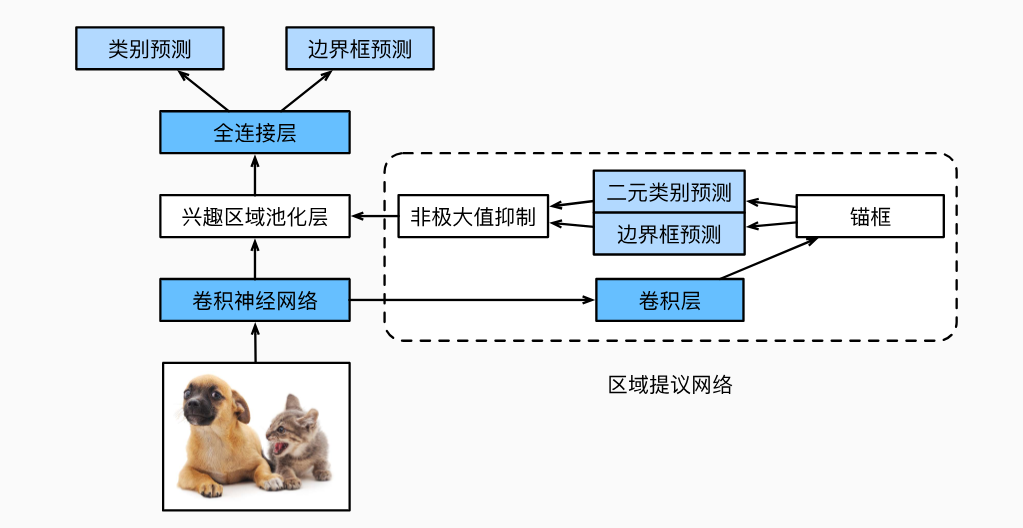 类别预测
边界框预测
全连接层
兴趣区域池化层
非极大值抑制
二元类别预测
边界框预测
锚框
卷积神经网络
卷积层
区域提议网络